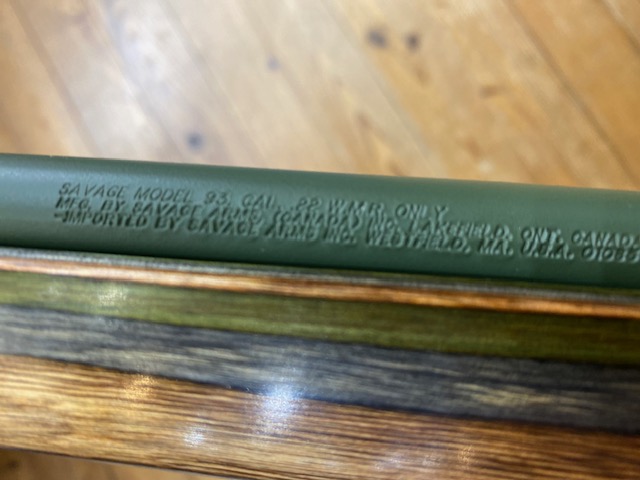 SAVAGE MODEL 93, CAL. .22 W.M.R. ONLY
MFG. BY SAVAGE ARMS (CANADA) INC. LAKEFIELD, ONT. CANADA
-IMPORTED BY SAVAGE ARMS INC. WESTFIELD, MA. U.S.A. 01085